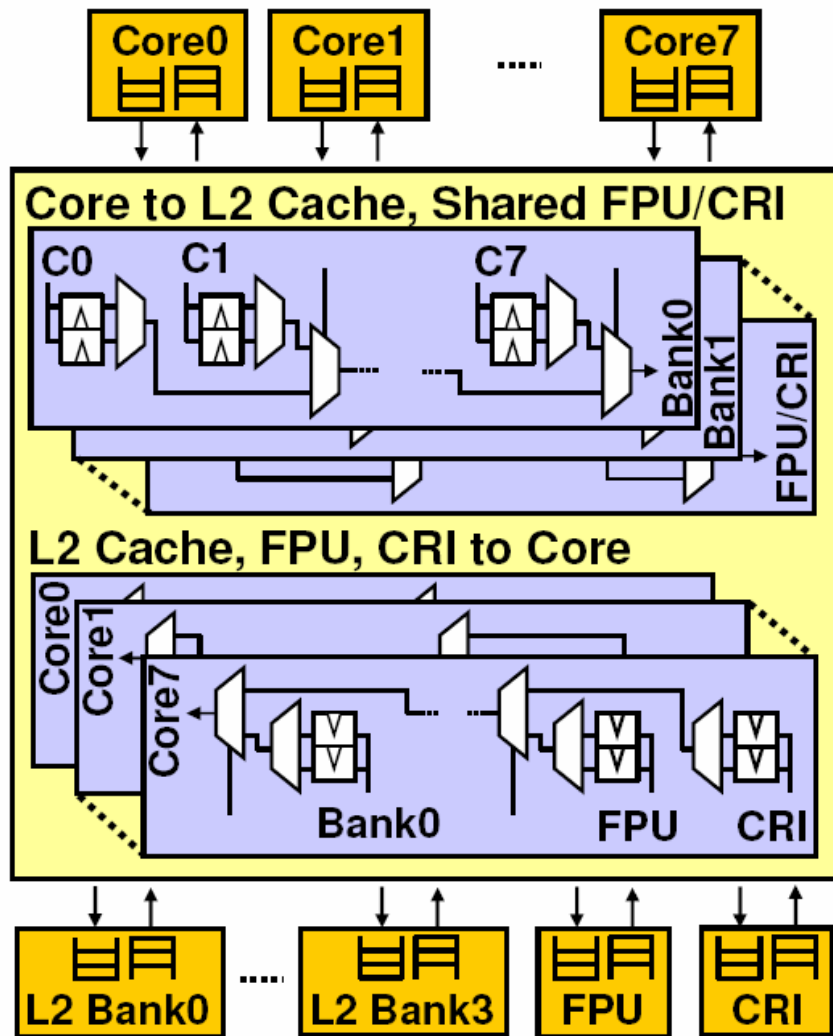 Core0 Core1 ..... Core7
Core to L2 Cache, Shared FPU/CRI
C0 C1 C7
Bank0
Bank1
FPU/CRI
L2 Cache, FPU, CRI to Core
Core0
Core1
Core7
Bank0 FPU CRI
L2 Bank0 ..... L2 Bank3 FPU CRI